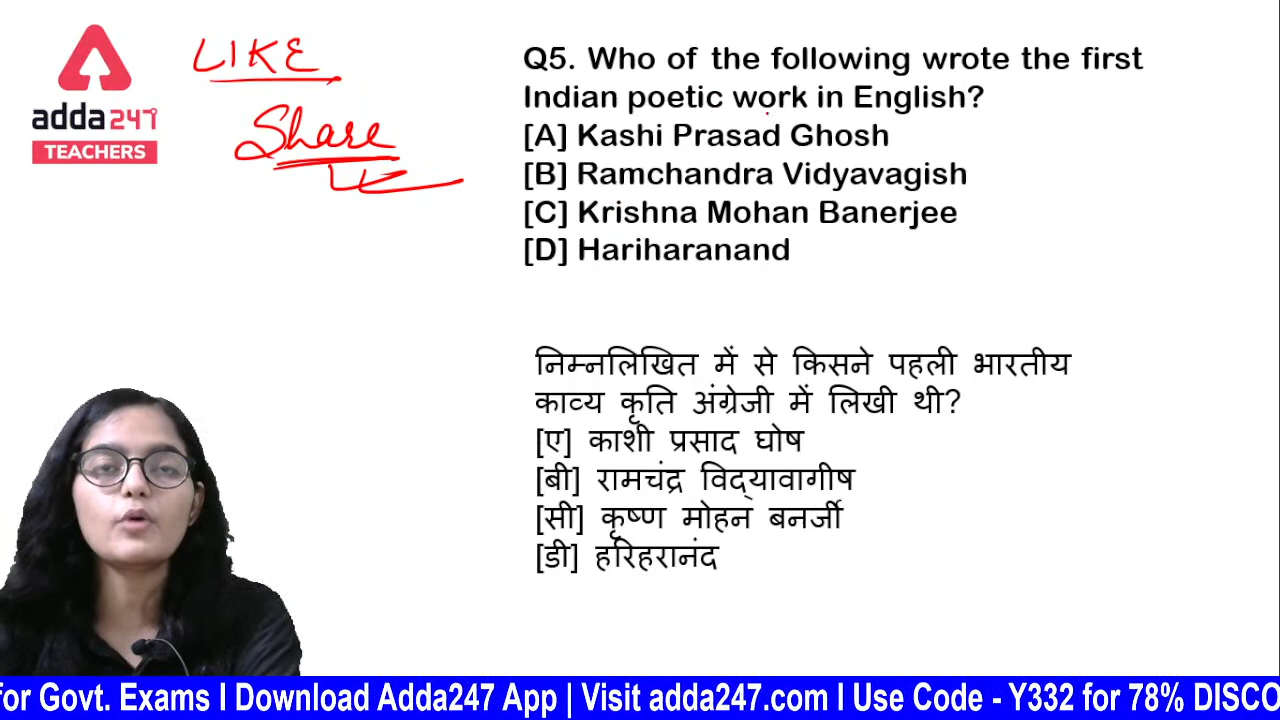 adda247
TEACHERS
LIKE
Share
Q5. Who of the following wrote the first
Indian poetic work in English?
[A] Kashi Prasad Ghosh
[B] Ramchandra Vidyavagish
[C] Krishna Mohan Banerjee
[D] Hariharanand
निम्नलिखित में से किसने पहली भारतीय
काव्य कृति अंग्रेजी में लिखी थी?
[ए] काशी प्रसाद घोष
[बी] रामचंद्र विद्यावागीष
[सी] कृष्ण मोहन बनर्जी
[डी] हरिहरानंद
for Govt. Exams I Download Adda247 App | Visit adda247.com I Use Code - Y332 for 78% DISCO